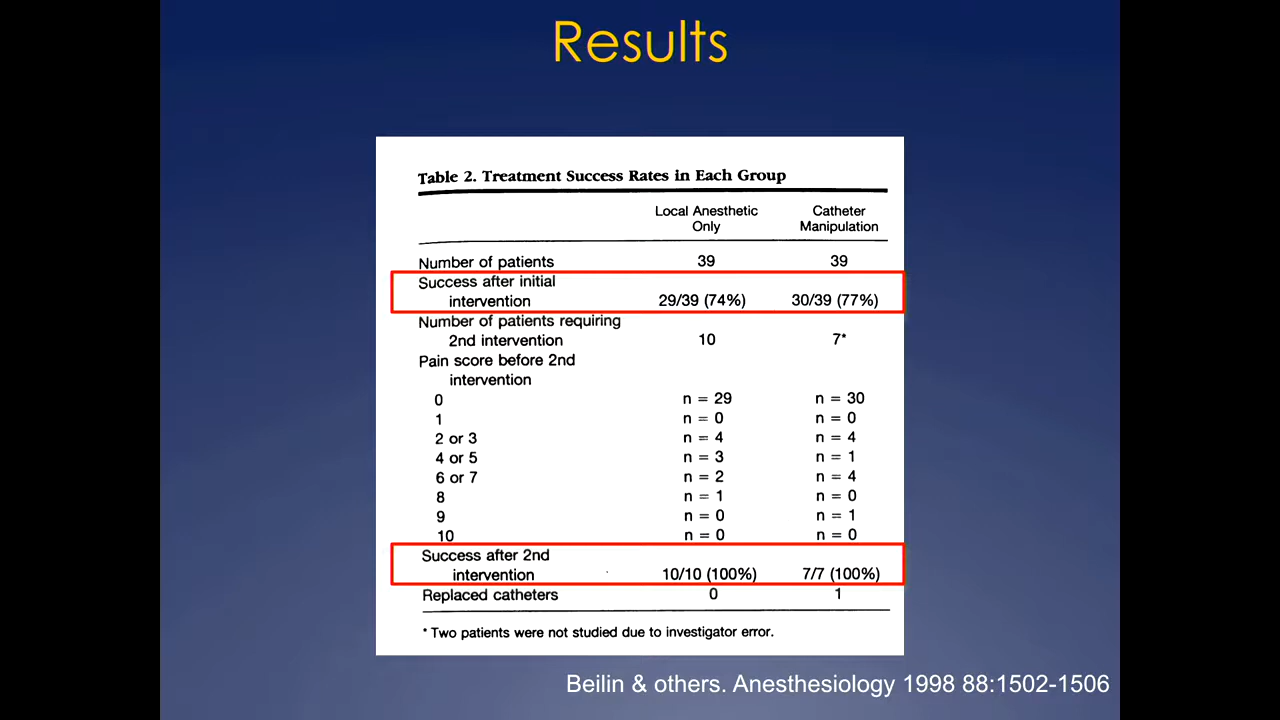 Results
Table 2. Treatment Success Rates in Each Group
Local Anesthetic Only Catheter Manipulation
Number of patients 39 39
Success after initial
intervention 29/39 (74%) 30/39 (77%)
Number of patients requiring
2nd intervention 10 7*
Pain score before 2nd
intervention
0 n = 29 n = 30
1 n = 0 n = 0
2 or 3 n = 4 n = 4
4 or 5 n = 3 n = 1
6 or 7 n = 2 n = 4
8 n = 1 n = 0
9 n = 0 n = 1
10 n = 0 n = 0
Success after 2nd
intervention 10/10 (100%) 7/7 (100%)
Replaced catheters 0 1
* Two patients were not studied due to investigator error.
Beilin & others. Anesthesiology 1998 88:1502-1506